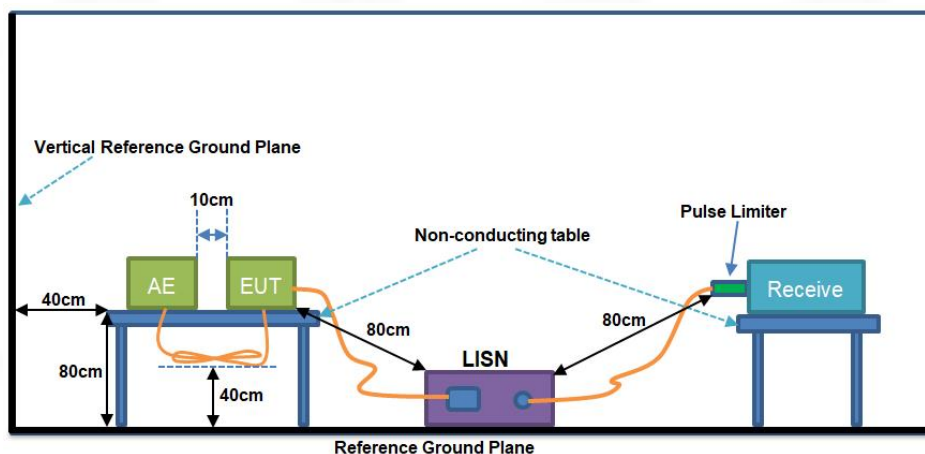 Vertical Reference Ground Plane
10cm
Pulse Limiter
Non-conducting table
AE
EUT
Receive
40cm
80cm
80cm
LISN
80cm
40cm
Reference Ground Plane